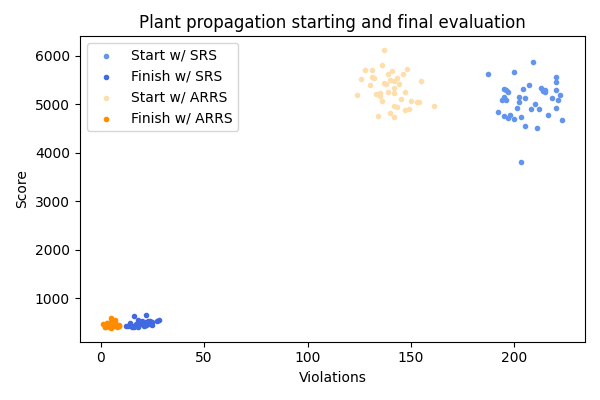 Plant propagation starting and final evaluation
Start w/ SRS
Finish w/ SRS
Start w/ ARRS
Finish w/ ARRS
Score
6000
5000
4000
3000
2000
1000
0 50 100 150 200
Violations